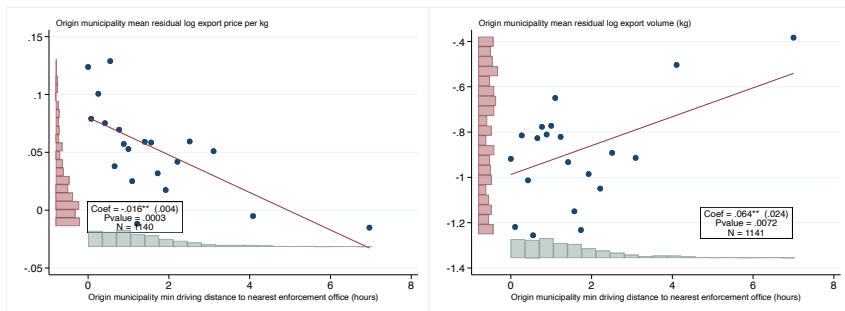 Origin municipality mean residual log export price per kg
.15
.1
.05
0
-.05
Coef = -.016** (.004)
Pvalue = .0003
N = 1140
0 2 4 6 8
Origin municipality min driving distance to nearest enforcement office (hours)
Origin municipality mean residual log export volume (kg)
-.4
-.6
-.8
-1
-1.2
-1.4
Coef = .064** (.024)
Pvalue = .0072
N = 1141
0 2 4 6 8
Origin municipality min driving distance to nearest enforcement office (hours)